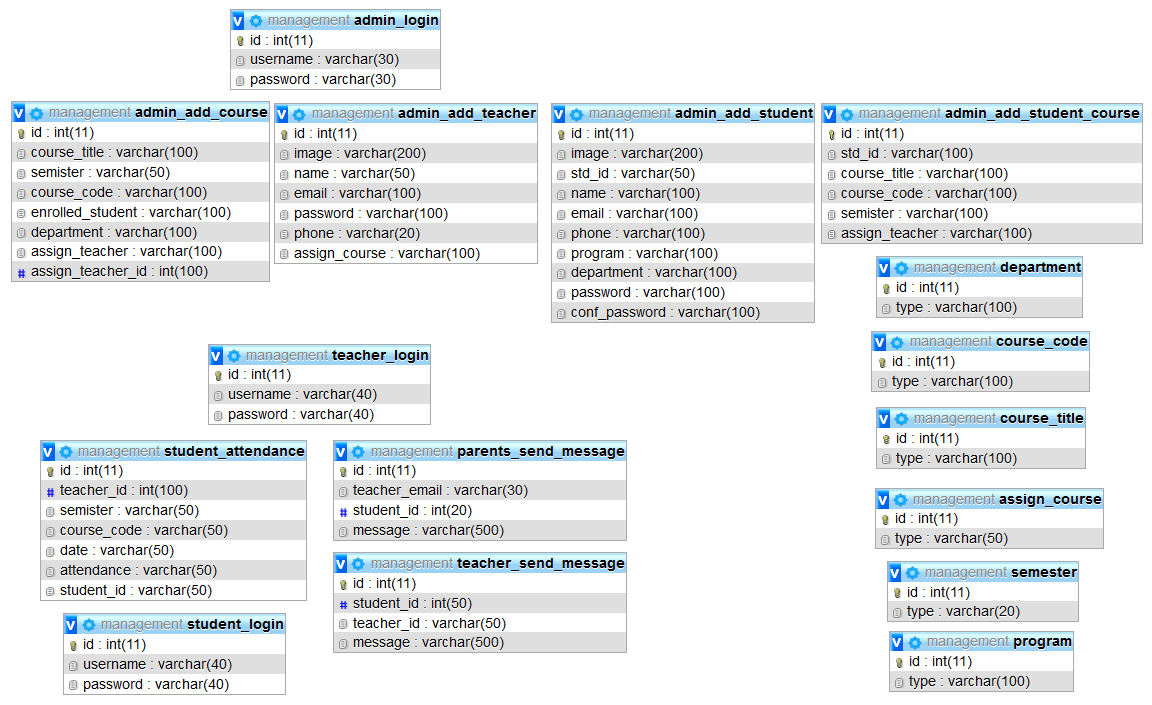 management admin_login
id : int(11)
username : varchar(30)
password : varchar(30)
management admin_add_course
id : int(11)
course_title : varchar(100)
semister : varchar(50)
course_code : varchar(100)
enrolled_student : varchar(100)
department : varchar(100)
assign_teacher : varchar(100)
# assign_teacher_id : int(100)
management admin_add_teacher
id : int(11)
image : varchar(200)
name : varchar(50)
email : varchar(100)
password : varchar(100)
phone : varchar(20)
assign_course : varchar(100)
management admin_add_student
id : int(11)
image : varchar(200)
std_id : varchar(50)
name : varchar(100)
email : varchar(100)
phone : varchar(100)
program : varchar(100)
department : varchar(100)
password : varchar(100)
conf_password : varchar(100)
management admin_add_student_course
id : int(11)
std_id : varchar(100)
course_title : varchar(100)
course_code : varchar(100)
semister : varchar(100)
assign_teacher : varchar(100)
management department
id : int(11)
type : varchar(100)
management course_code
id : int(11)
type : varchar(100)
management course_title
id : int(11)
type : varchar(100)
management assign_course
id : int(11)
type : varchar(50)
management semester
id : int(11)
type : varchar(20)
management program
id : int(11)
type : varchar(100)
management teacher_login
id : int(11)
username : varchar(40)
password : varchar(40)
management student_attendance
id : int(11)
# teacher_id : int(100)
semister : varchar(50)
course_code : varchar(50)
date : varchar(50)
attendance : varchar(50)
student_id : varchar(50)
management parents_send_message
id : int(11)
teacher_email : varchar(30)
# student_id : int(20)
message : varchar(500)
management teacher_send_message
id : int(11)
# student_id : int(50)
teacher_id : varchar(50)
message : varchar(500)
management student_login
id : int(11)
username : varchar(40)
password : varchar(40)